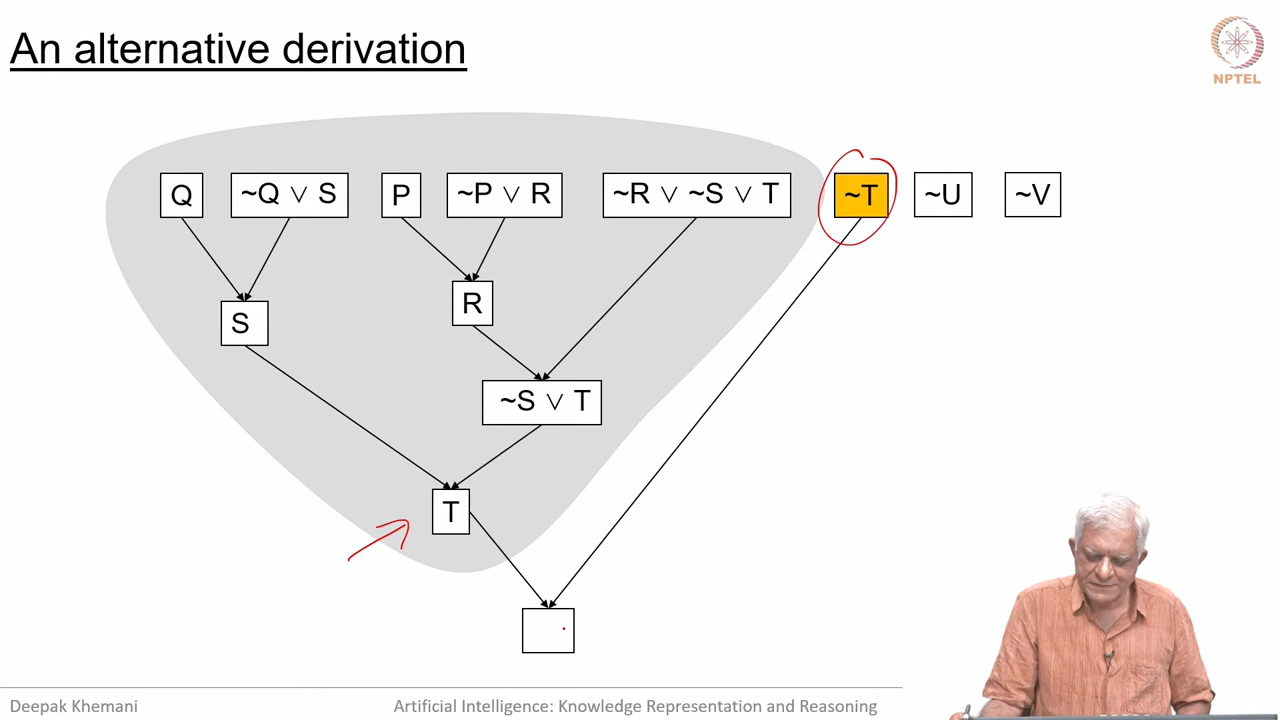 An alternative derivation
NPTEL
Q
~Q ∨ S
P
~P ∨ R
~R ∨ ~S ∨ T
~T
~U
~V
S
R
~S ∨ T
T
Deepak Khemani
Artificial Intelligence: Knowledge Representation and Reasoning